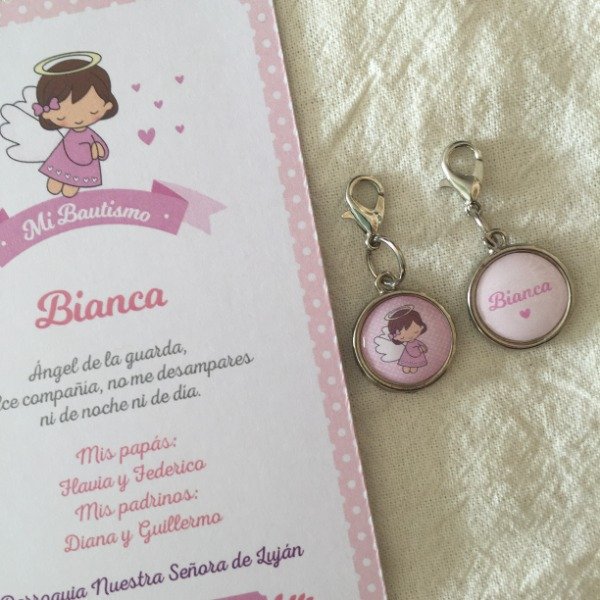 Mi Bautismo
Bianca
Ángel de la guarda,
compañia, no me desampares
ni de noche ni de día.
Mis papás:
Flavia y Federico
Mis padrinos:
Diana y Guillermo
Parroquia Nuestra Señora de Luján
Bianca